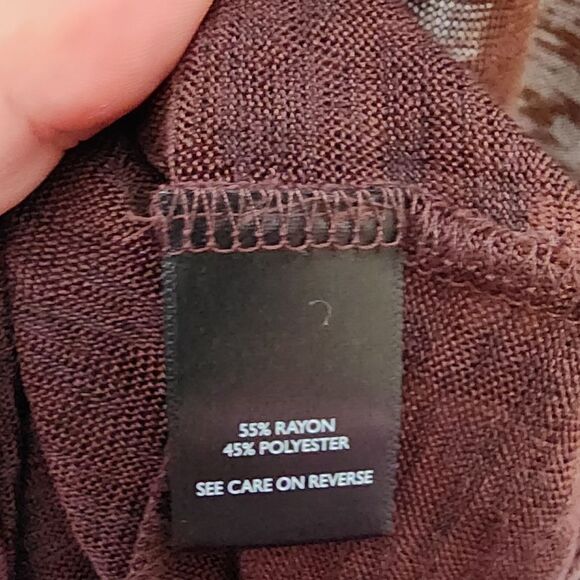 55% RAYON
45% POLYESTER
SEE CARE ON REVERSE